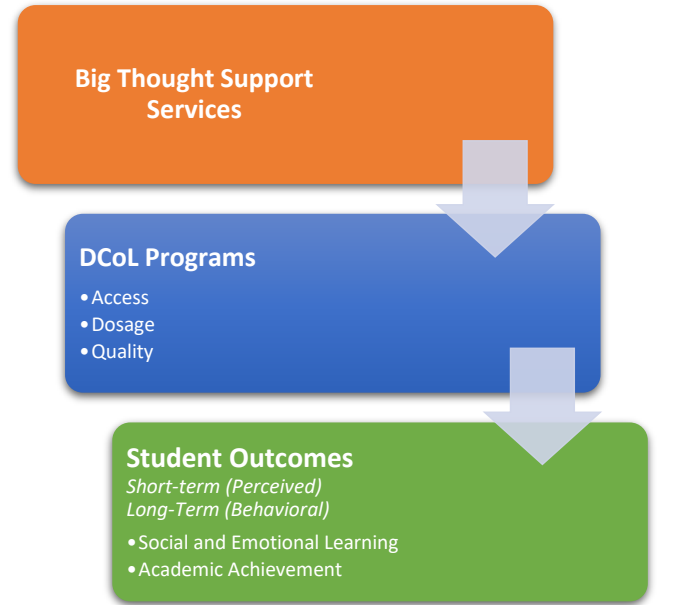 Big Thought Support
Services
DCoL Programs
•Access
•Dosage
•Quality
Student Outcomes
Short-term (Perceived)
Long-Term (Behavioral)
•Social and Emotional Learning
•Academic Achievement